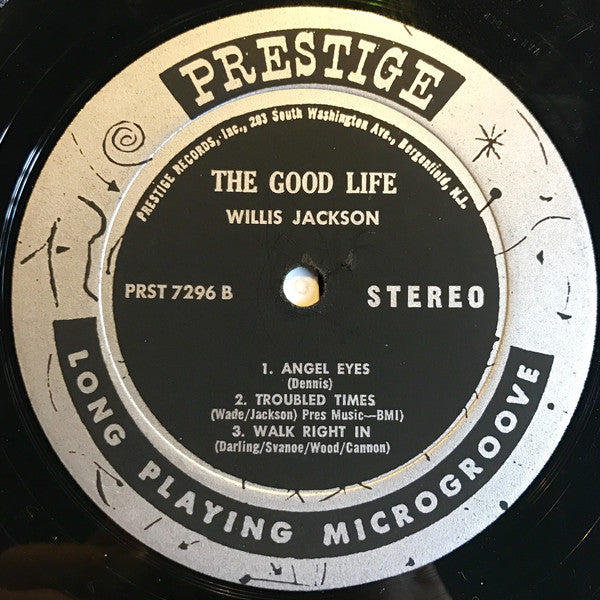 PRESTIGE
PRESTIGE RECORDS, Inc., 203 South Washington Ave., Bergenfield, N.J.
THE GOOD LIFE
WILLIS JACKSON
PRST 7296 B
STEREO
1. ANGEL EYES
(Dennis)
2. TROUBLED TIMES
(Wade/Jackson) Pres Music—BMI)
3. WALK RIGHT IN
(Darling/Svanoe/Wood/Cannon)
LONG PLAYING MICROGROOVE